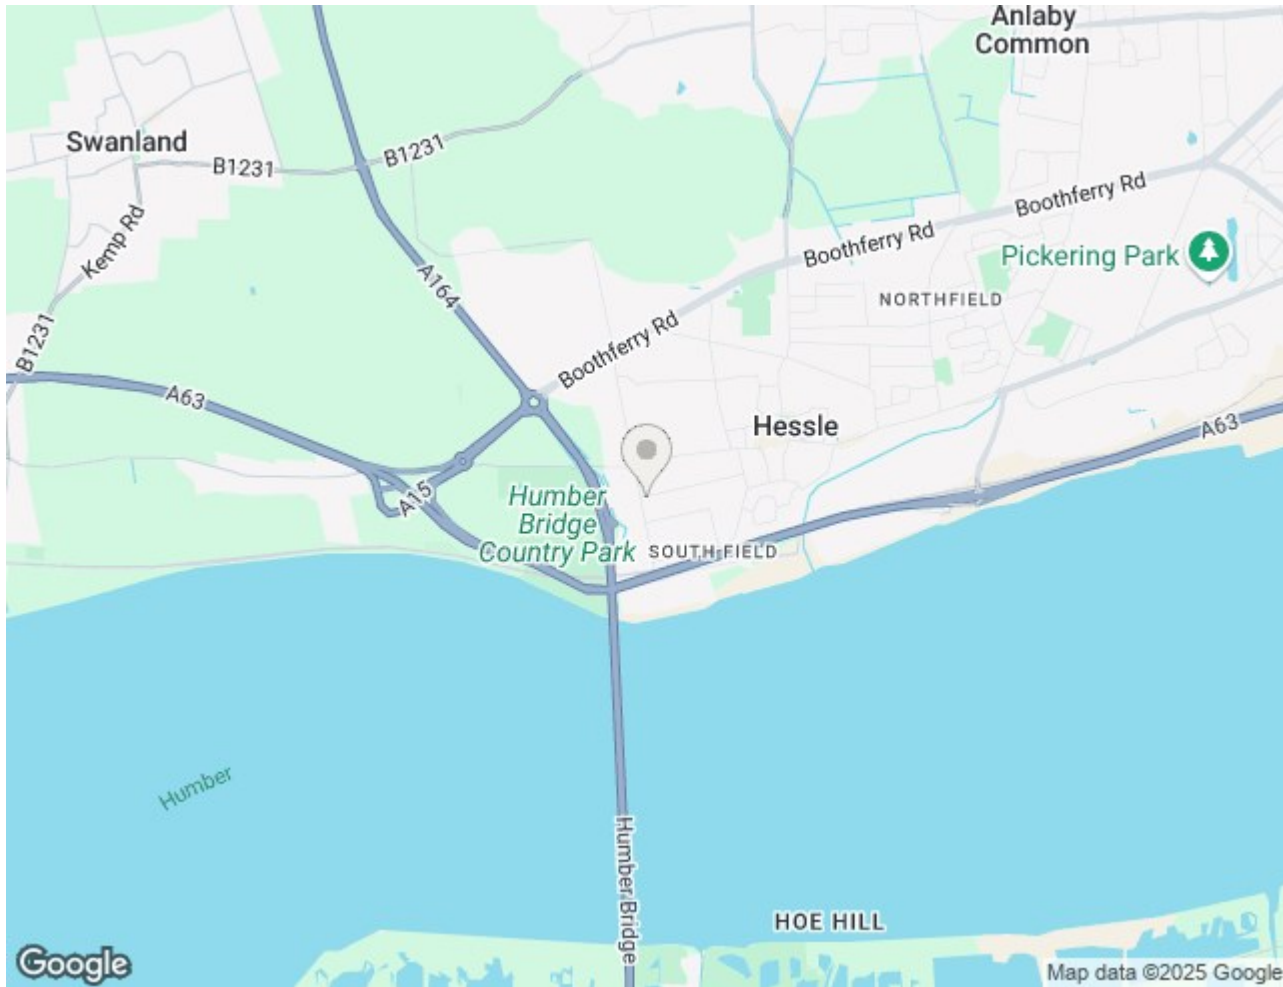 Anlaby
Common
Swanland
B1231
B1231
Boothferry Rd
Boothferry Rd
Kemp Rd
Pickering Park
A164
NORTHFIELD
B1231
Boothferry Rd
A63
Hessle
A63
A15
Humber
Bridge
Country Park
SOUTH FIELD
Humber
Humber Bridge
HOE HILL
Google
Map data ©2025 Google